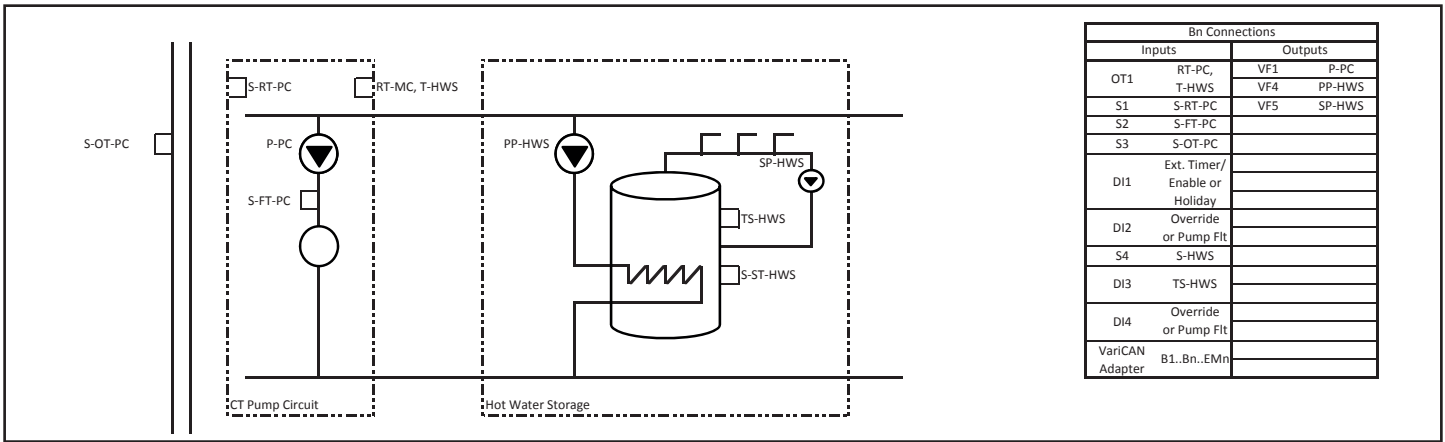 S-OT-PC
S-RT-PC
RT-MC, T-HWS
P-PC
S-FT-PC
CT Pump Circuit
PP-HWS
SP-HWS
TS-HWS
S-ST-HWS
Hot Water Storage
Bn Connections
Inputs Outputs
OT1 RT-PC, T-HWS VF1 P-PC
VF4 PP-HWS
S1 S-RT-PC VF5 SP-HWS
S2 S-FT-PC
S3 S-OT-PC
DI1 Ext. Timer/
Enable or
Holiday
DI2 Override
or Pump Flt
S4 S-HWS
DI3 TS-HWS
DI4 Override
or Pump Flt
VariCAN
Adapter B1..Bn..EMn